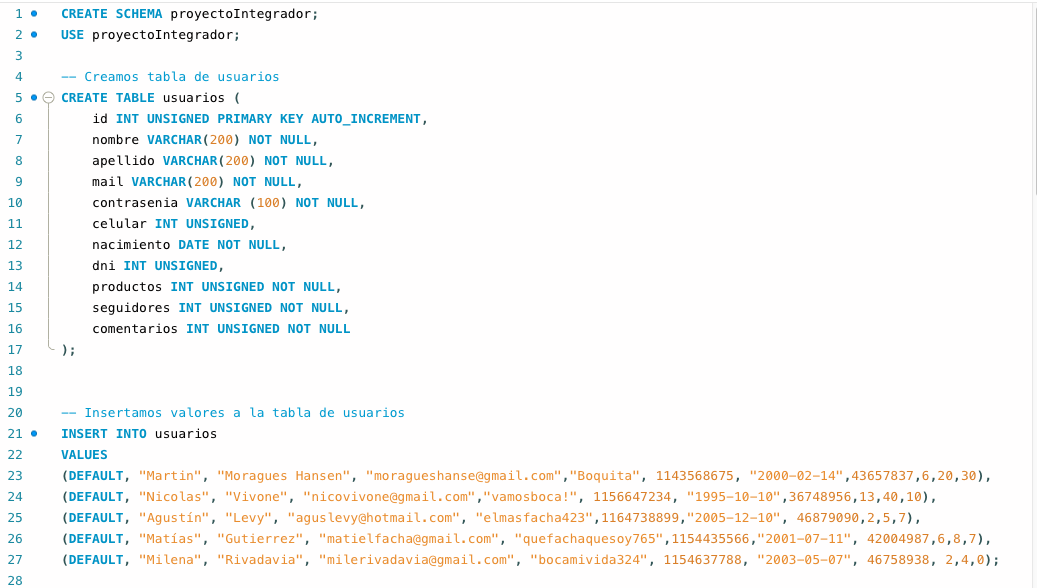 1 CREATE SCHEMA proyectoIntegrador;
2 USE proyectoIntegrador;
3
4 -- Creamos tabla de usuarios
5 CREATE TABLE usuarios (
6 id INT UNSIGNED PRIMARY KEY AUTO_INCREMENT,
7 nombre VARCHAR(200) NOT NULL,
8 apellido VARCHAR(200) NOT NULL,
9 mail VARCHAR(200) NOT NULL,
10 contrasenia VARCHAR (100) NOT NULL,
11 celular INT UNSIGNED,
12 nacimiento DATE NOT NULL,
13 dni INT UNSIGNED,
14 productos INT UNSIGNED NOT NULL,
15 seguidores INT UNSIGNED NOT NULL,
16 comentarios INT UNSIGNED NOT NULL
17 );
18
19
20 -- Insertamos valores a la tabla de usuarios
21 INSERT INTO usuarios
22 VALUES
23 (DEFAULT, "Martin", "Moragues Hansen", "moragueshanse@gmail.com","Boquita", 1143568675, "2000-02-14",43657837,6,20,30),
24 (DEFAULT, "Nicolas", "Vivone", "nicovivone@gmail.com","vamosboca!", 1156647234, "1995-10-10",36748956,13,40,10),
25 (DEFAULT, "Agustín", "Levy", "aguslevy@hotmail.com", "elmasfacha423",1164738899,"2005-12-10", 46879090,2,5,7),
26 (DEFAULT, "Matías", "Gutierrez", "matielfacha@gmail.com", "quefachaquesoy765",1154435566,"2001-07-11", 42004987,6,8,7),
27 (DEFAULT, "Milena", "Rivadavia", "milerivadavia@gmail.com", "bocamivida324", 1154637788, "2003-05-07", 46758938, 2,4,0);
28